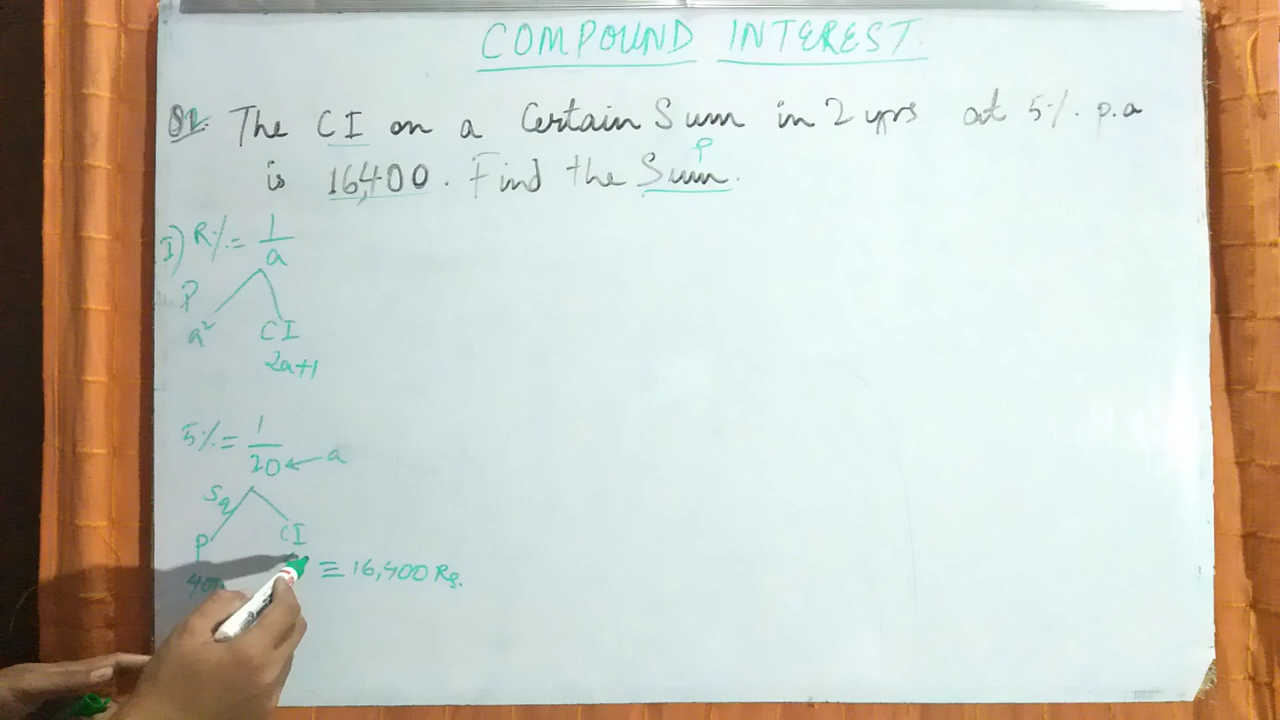 COMPOUND INTEREST.
Q1. The CI on a Certain Sum in 2 yrs at 5%. p.a
P
is 16,400. Find the Sum.
I) R% = 1/a
P
a² CI
2a+1
5% = 1/20 ← a
Sq
P CI
≡ 16,400 Rs.